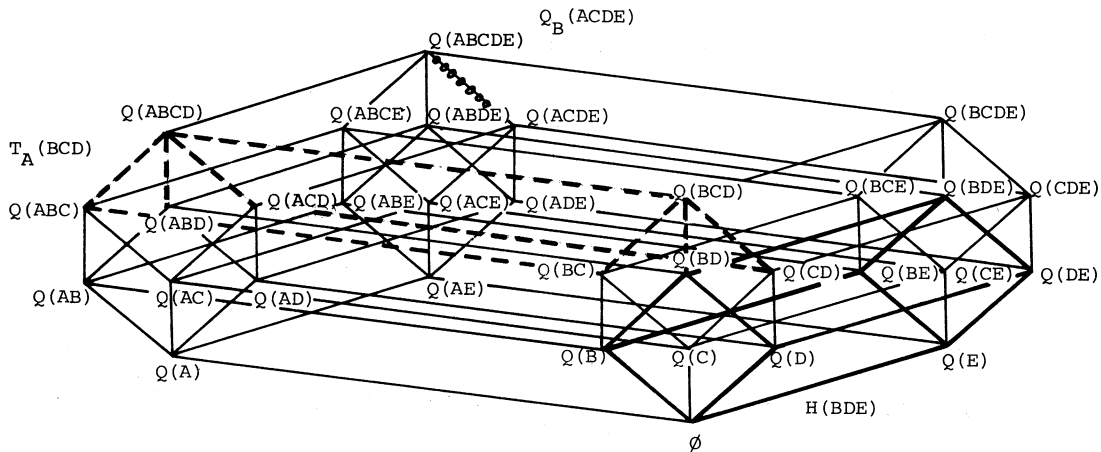 Q_B(ACDE)
Q(ABCDE)
Q(ABCD) Q(ABCE) Q(ABDE) Q(ACDE) Q(BCDE)
T_A(BCD)
Q(ABC) Q(ABD) Q(ACD) Q(ABE) Q(ACE) Q(ADE) Q(BCD) Q(BCE) Q(BDE) Q(CDE)
Q(AB) Q(AC) Q(AD) Q(AE) Q(BC) Q(BD) Q(CD) Q(BE) Q(CE) Q(DE)
Q(A) Q(B) Q(C) Q(D) Q(E)
H(BDE)
Ø